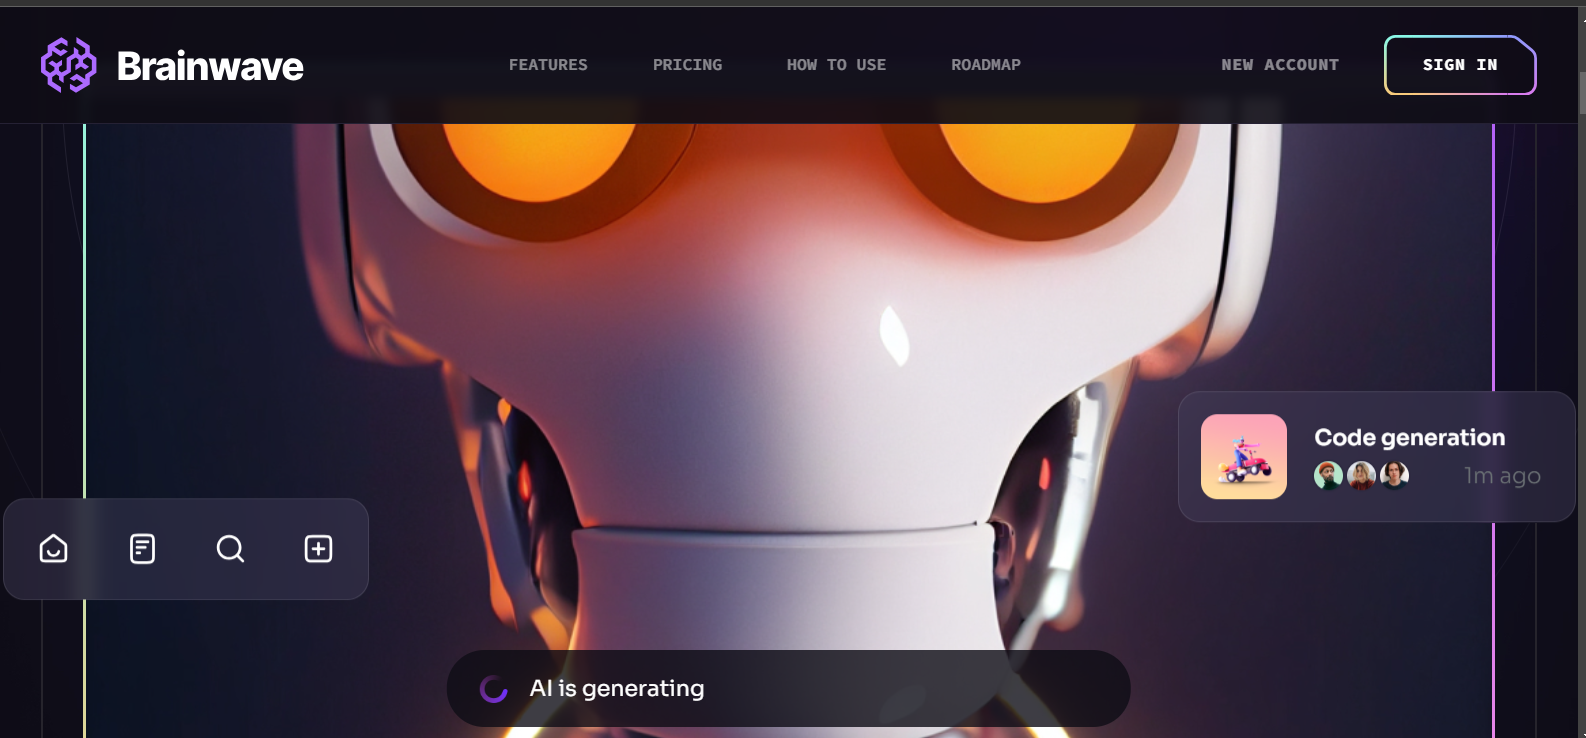 Brainwave
FEATURES PRICING HOW TO USE ROADMAP NEW ACCOUNT SIGN IN
Code generation
1m ago
AI is generating